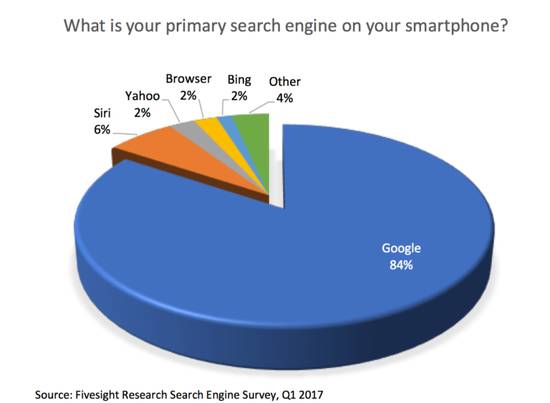 What is your primary search engine on your smartphone?
Browser
2%
Bing
2%
Other
4%
Yahoo
2%
Siri
6%
Google
84%
Source: Fivesight Research Search Engine Survey, Q1 2017